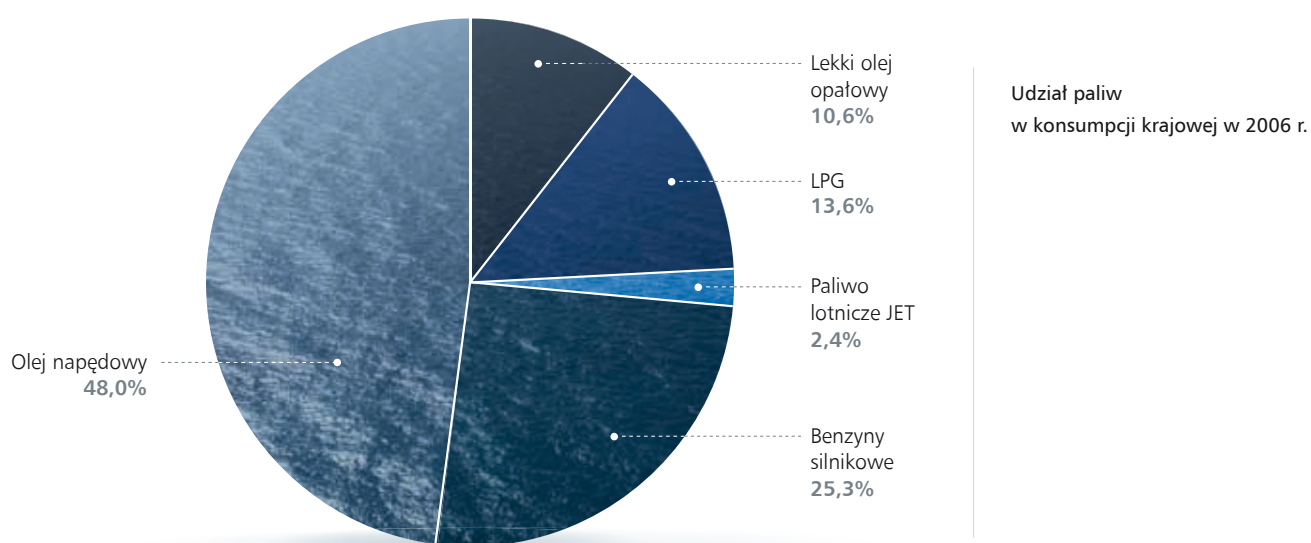 Lekki olej
opałowy
10,6%
LPG
13,6%
Paliwo
lotnicze JET
2,4%
Benzyny
silnikowe
25,3%
Olej napędowy
48,0%
Udział paliw
w konsumpcji krajowej w 2006 r.